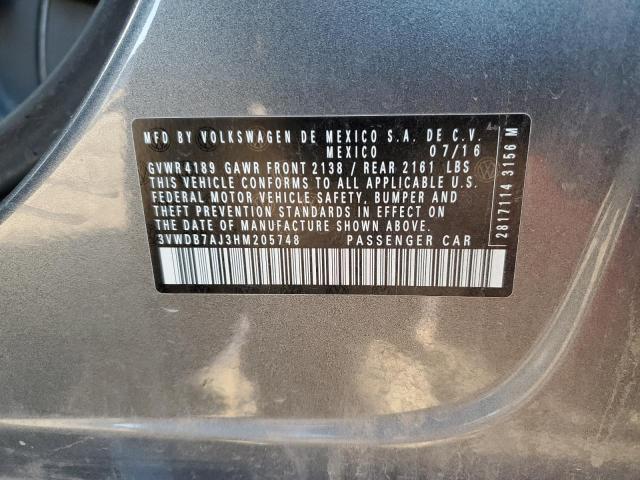 MFD BY VOLKSWAGEN DE MEXICO S.A. DE C.V.
MEXICO 07/16
GVWR 4189 GAWR FRONT 2138 / REAR 2161 LBS
THIS VEHICLE CONFORMS TO ALL APPLICABLE
FEDERAL MOTOR VEHICLE SAFETY, BUMPER AND
THEFT PREVENTION STANDARDS IN EFFECT ON
THE DATE OF MANUFACTURE SHOWN ABOVE.
3VWDB7AJ3HM205748 PASSENGER CAR
2817114 3156 M